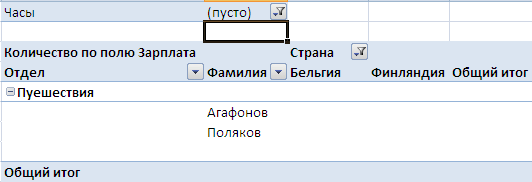 Часы (пусто)
Количество по полю Зарплата Страна
Отдел Фамилия Бельгия Финляндия Общий итог
Пуешествия
Агафонов
Поляков
Общий итог